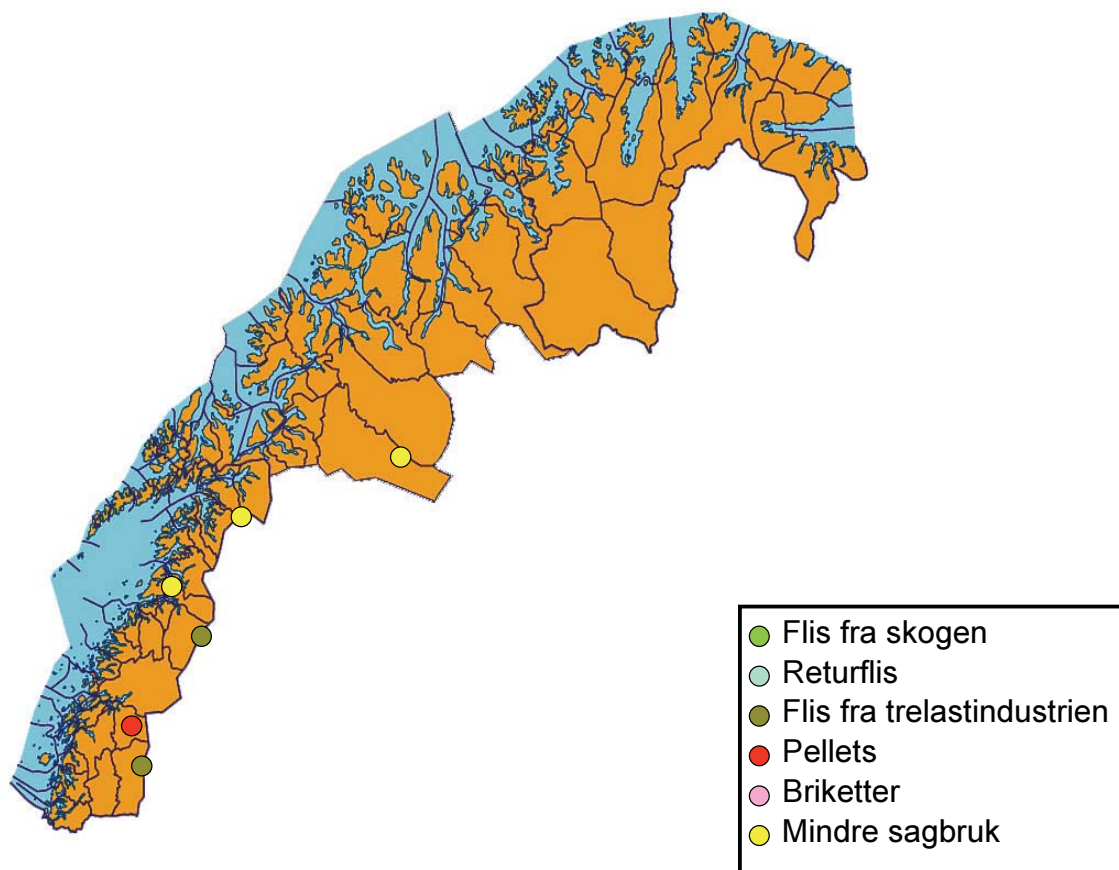 Flis fra skogen
Returflis
Flis fra trelastindustrien
Pellets
Briketter
Mindre sagbruk